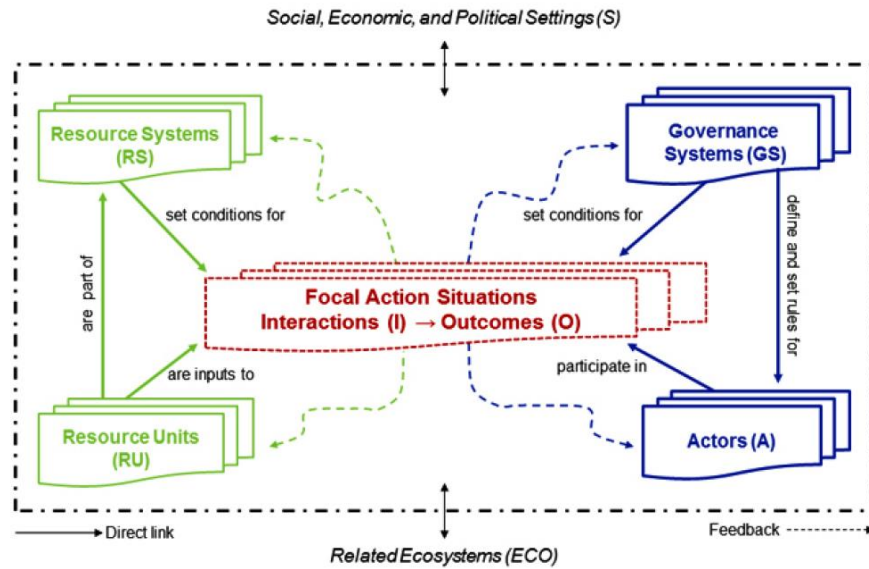 Social, Economic, and Political Settings (S)
Resource Systems
(RS)
Governance
Systems (GS)
set conditions for
set conditions for
are part of
define and set rules for
Focal Action Situations
Interactions (I) → Outcomes (O)
are inputs to
participate in
Resource Units
(RU)
Actors (A)
Direct link
Feedback
Related Ecosystems (ECO)